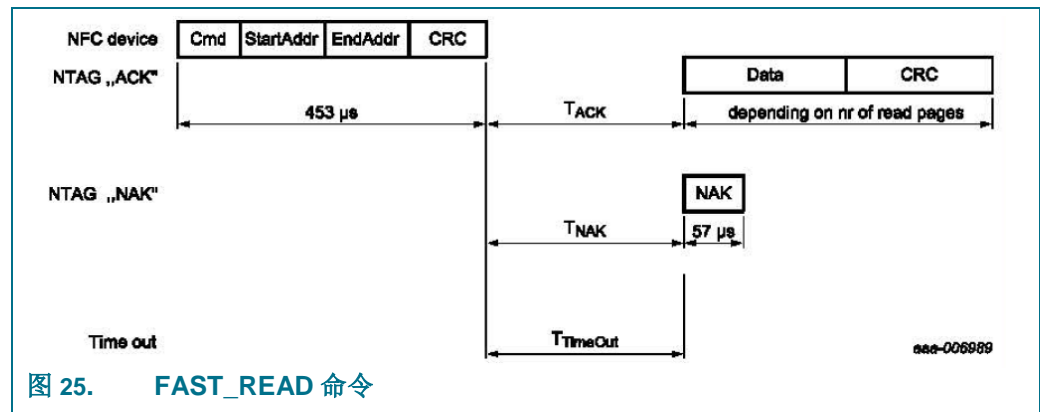 NFC device Cmd StartAddr EndAddr CRC
NTAG „ACK" Data CRC
453 µs TACK depending on nr of read pages
NTAG „NAK" NAK
TNAK 57 µs
Time out TTimeOut aaa-006989
图 25. FAST_READ 命令